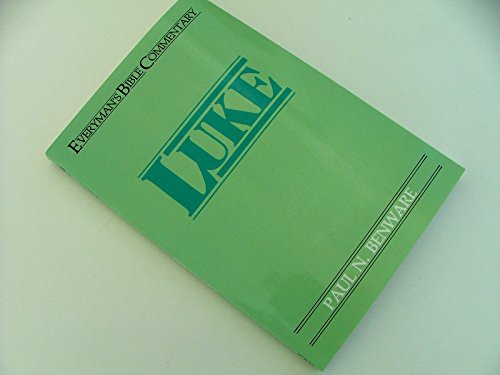 EVERYMAN'S BIBLE COMMENTARY
LUKE
PAUL N. BENWARE